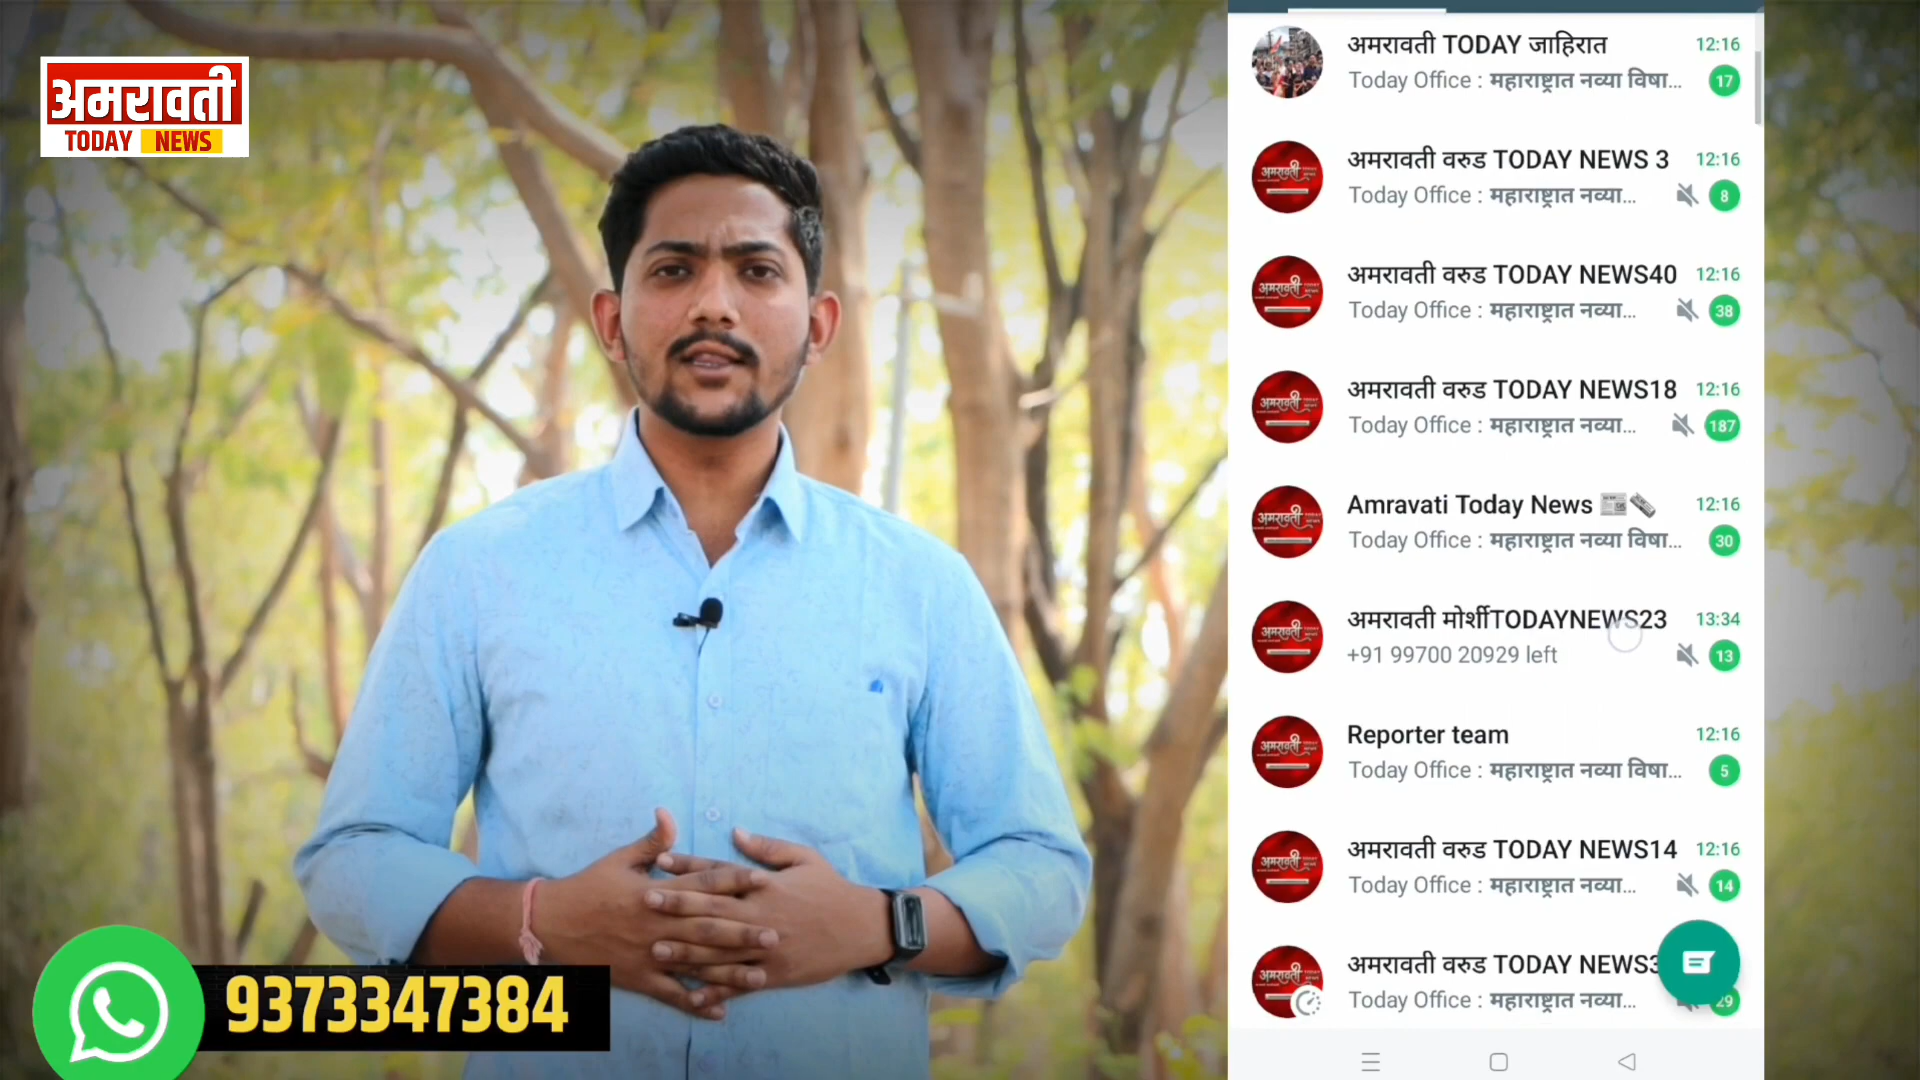 अमरावती
TODAY NEWS
9373347384
अमरावती TODAY जाहिरात 12:16
Today Office : महाराष्ट्रात नव्या विषा... 17
अमरावती वरुड TODAY NEWS 3 12:16
Today Office : महाराष्ट्रात नव्या... 8
अमरावती वरुड TODAY NEWS40 12:16
Today Office : महाराष्ट्रात नव्या... 38
अमरावती वरुड TODAY NEWS18 12:16
Today Office : महाराष्ट्रात नव्या... 187
Amravati Today News 12:16
Today Office : महाराष्ट्रात नव्या विषा... 30
अमरावती मोर्शीTODAYNEWS23 13:34
+91 99700 20929 left 13
Reporter team 12:16
Today Office : महाराष्ट्रात नव्या विषा... 5
अमरावती वरुड TODAY NEWS14 12:16
Today Office : महाराष्ट्रात नव्या... 14
अमरावती वरुड TODAY NEWS3
Today Office : महाराष्ट्रात नव्या... 29